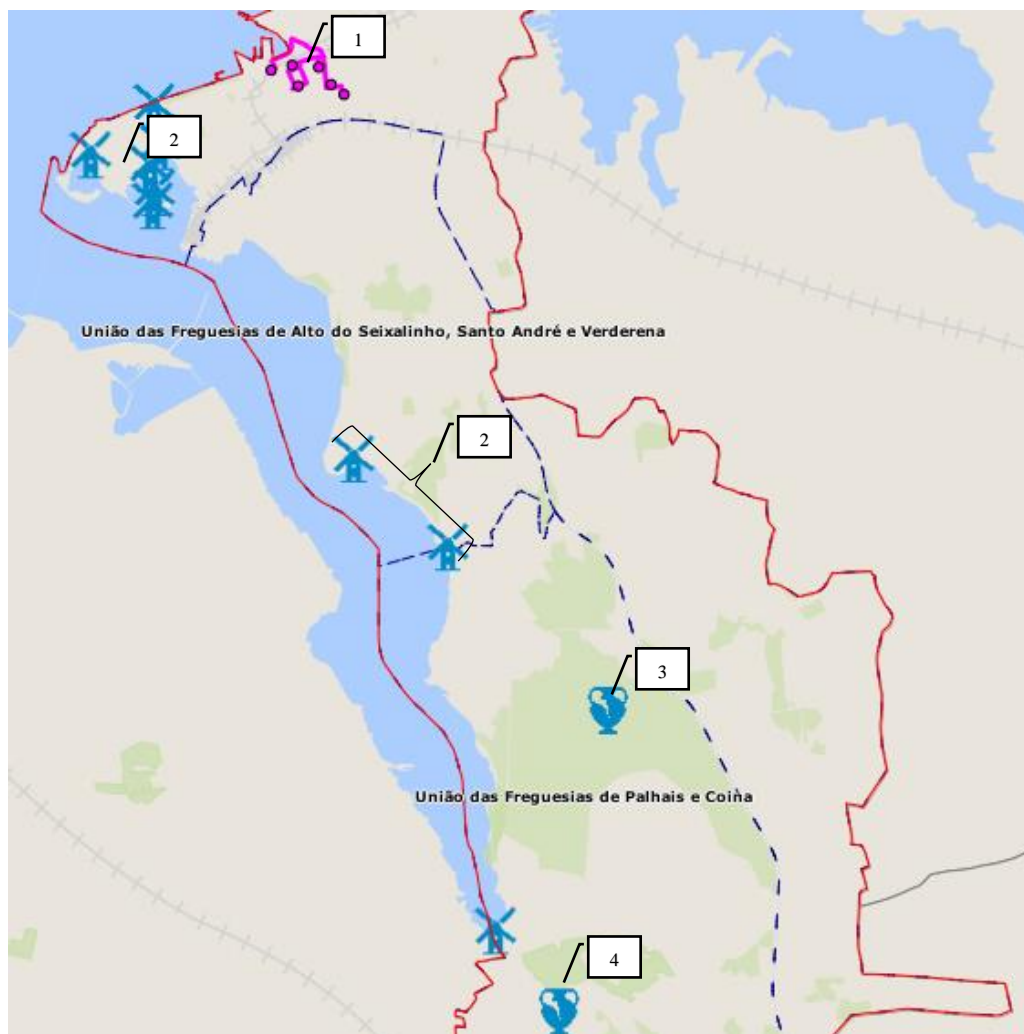 1
2
União das Freguesias de Alto do Seixalinho, Santo André e Verderena
2
3
União das Freguesias de Palhais e Coina
4